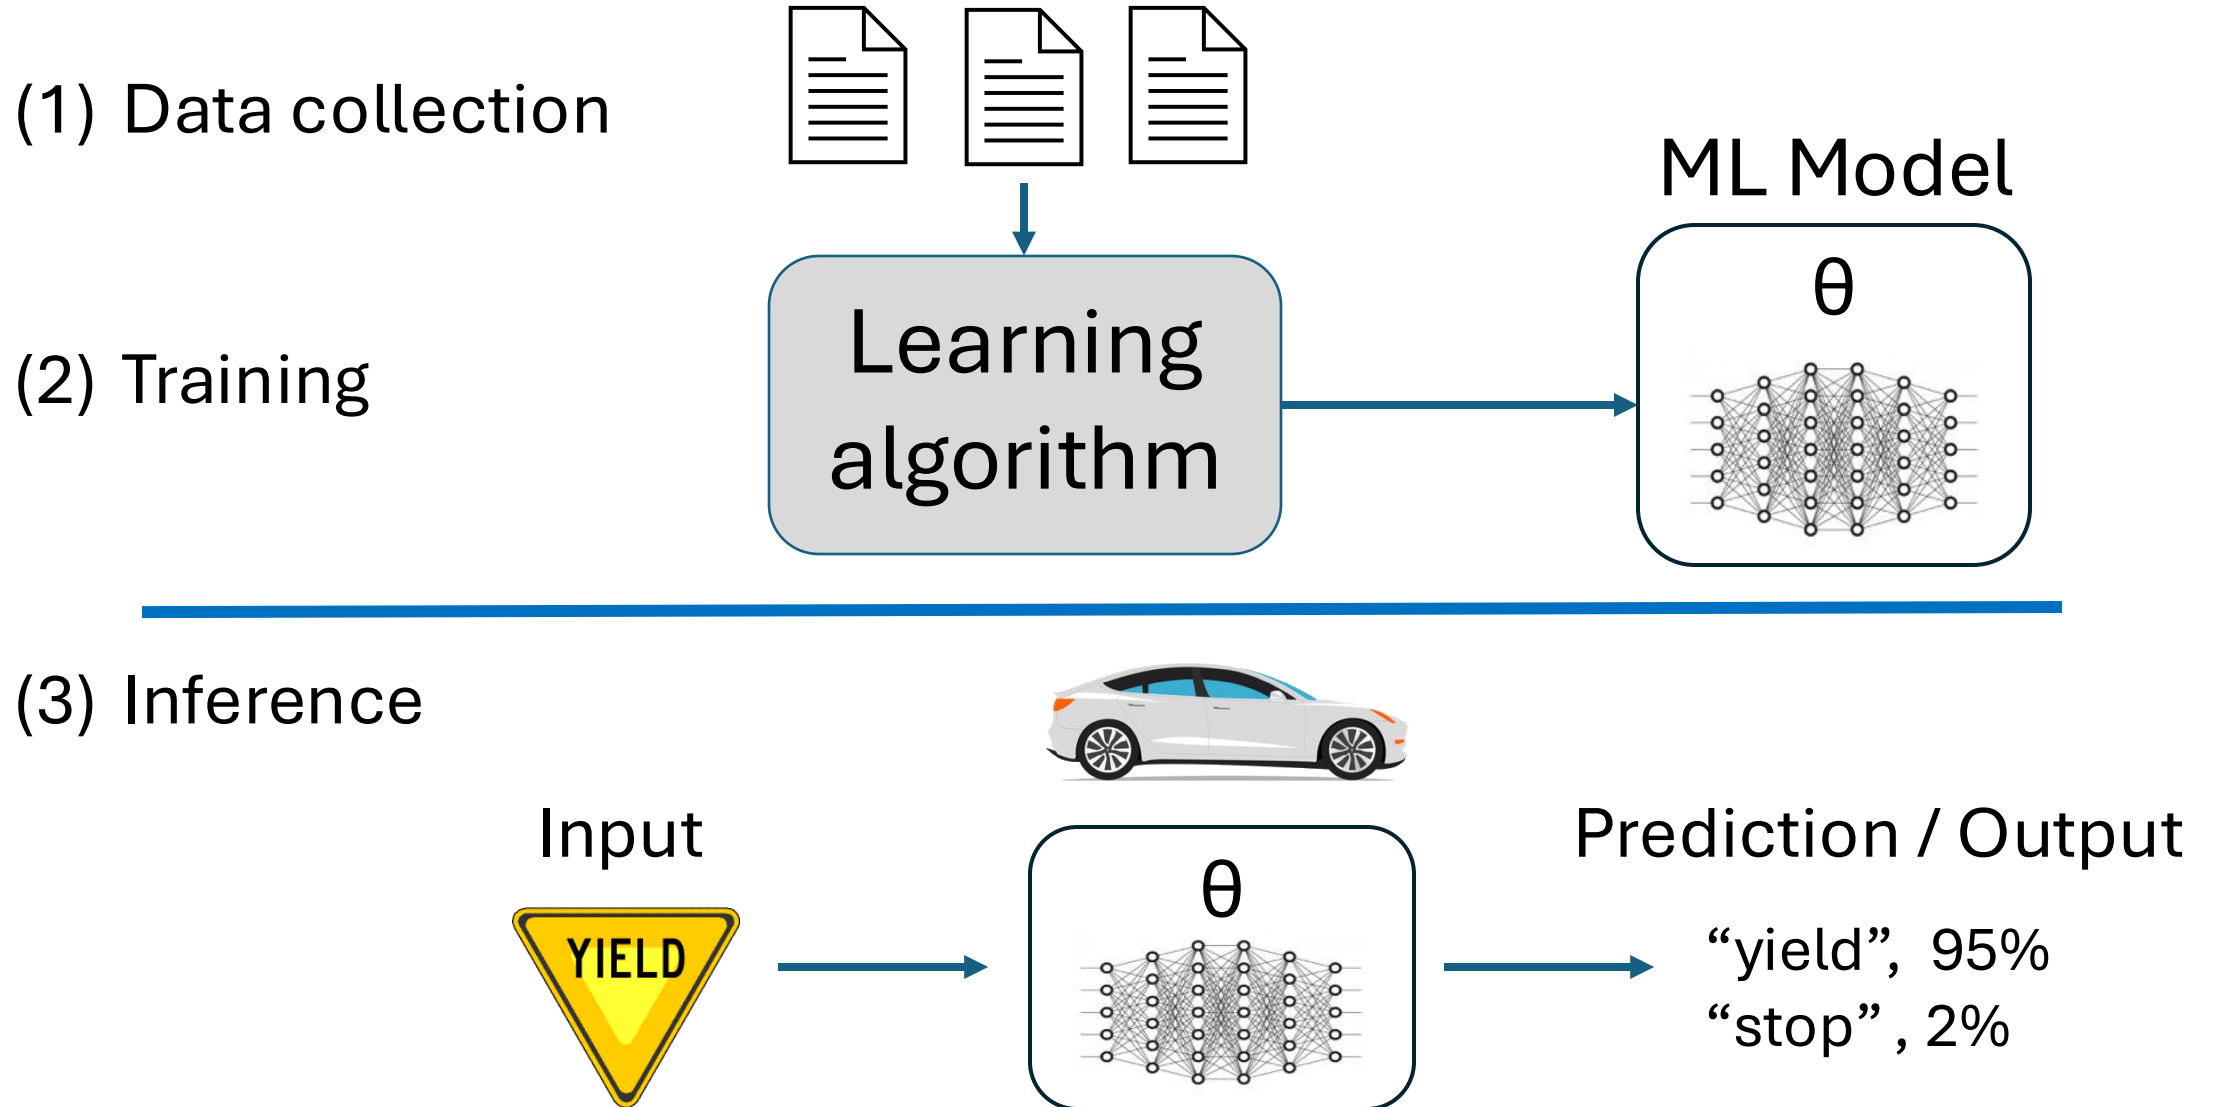 (1) Data collection
ML Model
θ
Learning
algorithm
(2) Training
(3) Inference
Input
Prediction / Output
θ
YIELD
“yield”, 95%
“stop” , 2%